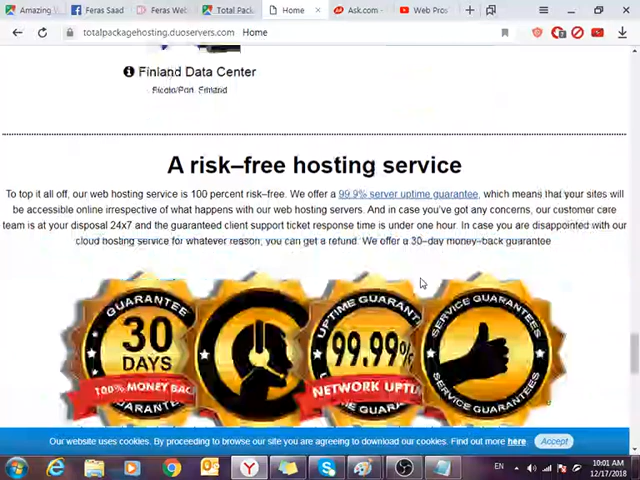 Amazing
Feras Saad
Feras Web
Total Pack
Home
Ask.com -
Web Pros
totalpackagehosting.duoservers.com
Home
Finland Data Center
A risk–free hosting service
To top it all off, our web hosting service is 100 percent risk–free. We offer a 99.9% server uptime guarantee, which means that your sites will
be accessible online irrespective of what happens with our web hosting servers. And in case you've got any concerns, our customer care
team is at your disposal 24x7 and the guaranteed client support ticket response time is under one hour. In case you are disappointed with our
cloud hosting service for whatever reason, you can get a refund. We offer a 30–day money–back guarantee
GUARANTEE
30
DAYS
100% MONEY BAC
GUARANTE
UPTIME GUARANT
99.99%
NETWORK UPTI
SERVICE GUARANTEES
SERVICE GUARANTEES
Our website uses cookies. By proceeding to browse our site you are agreeing to download our cookies. Find out more here.
Accept
EN
10:01 AM
12/17/2018